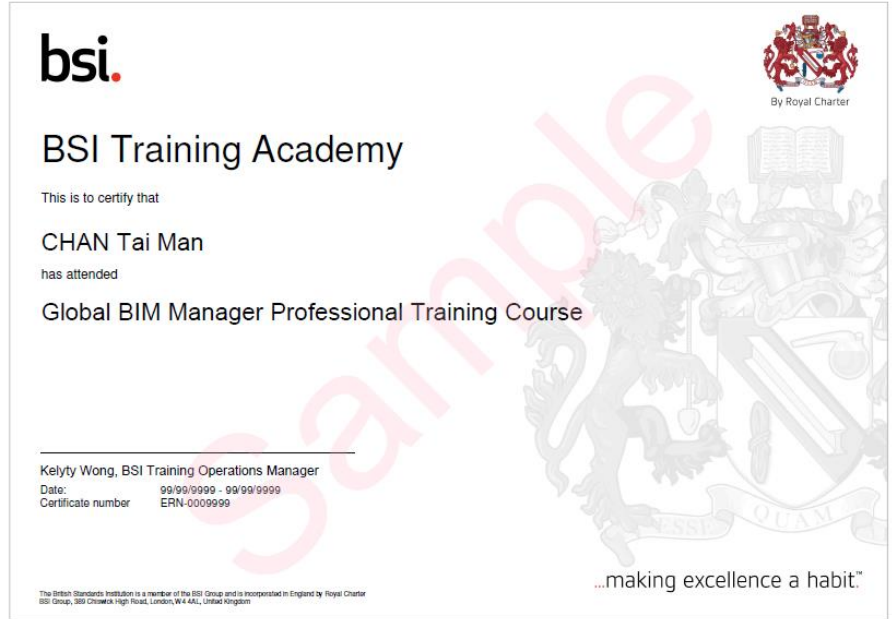 bsi.
By Royal Charter
BSI Training Academy
This is to certify that
CHAN Tai Man
has attended
Global BIM Manager Professional Training Course
Sample
Kelyty Wong, BSI Training Operations Manager
Date: 99/99/9999 - 99/99/9999
Certificate number ERN-0009999
ESSE QUAM
...making excellence a habit.™
The British Standards Institution is a member of the BSI Group and is incorporated in England by Royal Charter
BSI Group, 389 Chiswick High Road, London, W4 4AL, United Kingdom